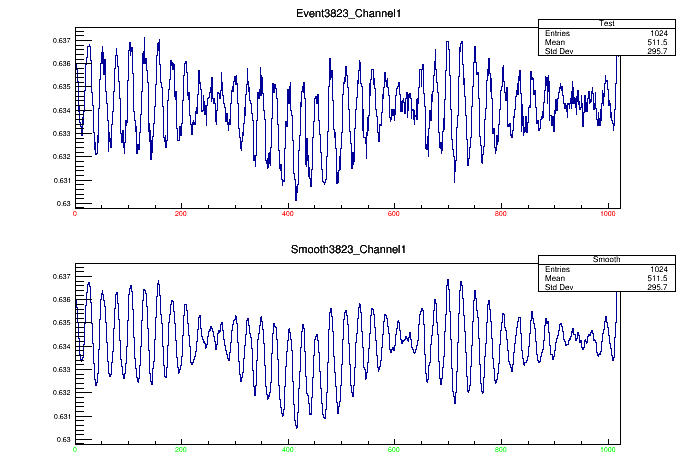 Event3823_Channel1
Test
Entries 1024
Mean 511.5
Std Dev 295.7
0.637
0.636
0.635
0.634
0.633
0.632
0.631
0.63
0 200 400 600 800 1000
Smooth3823_Channel1
Smooth
Entries 1024
Mean 511.5
Std Dev 295.7
0.637
0.636
0.635
0.634
0.633
0.632
0.631
0.63
0 200 400 600 800 1000